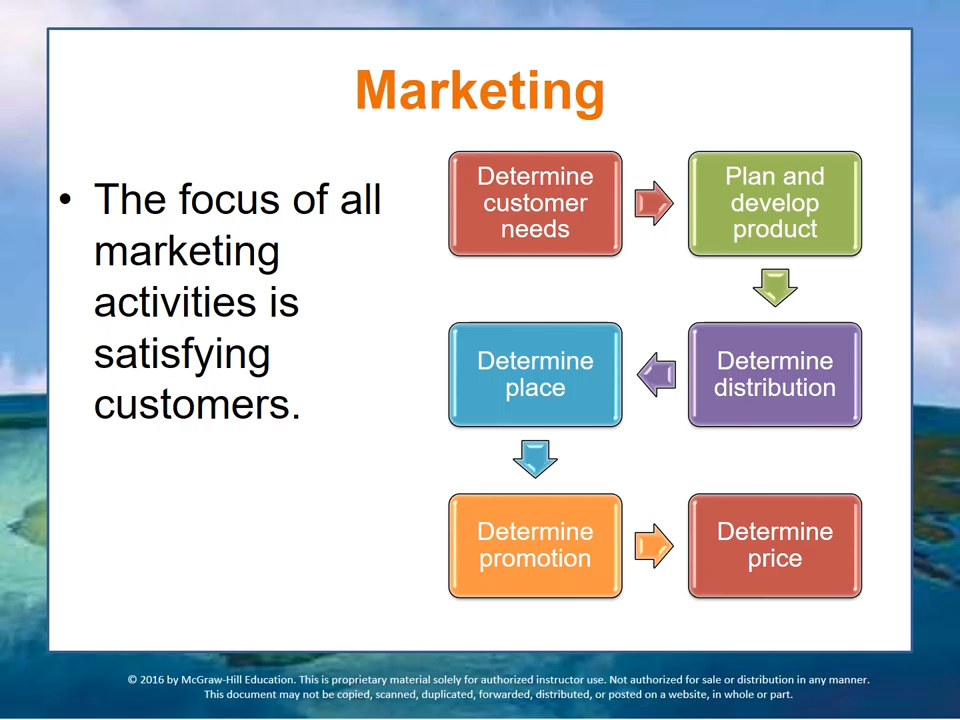 Marketing
• The focus of all
marketing
activities is
satisfying
customers.
Determine
customer
needs
Plan and
develop
product
Determine
distribution
Determine
place
Determine
promotion
Determine
price
© 2016 by McGraw-Hill Education. This is proprietary material solely for authorized instructor use. Not authorized for sale or distribution in any manner.
This document may not be copied, scanned, duplicated, forwarded, distributed, or posted on a website, in whole or part.